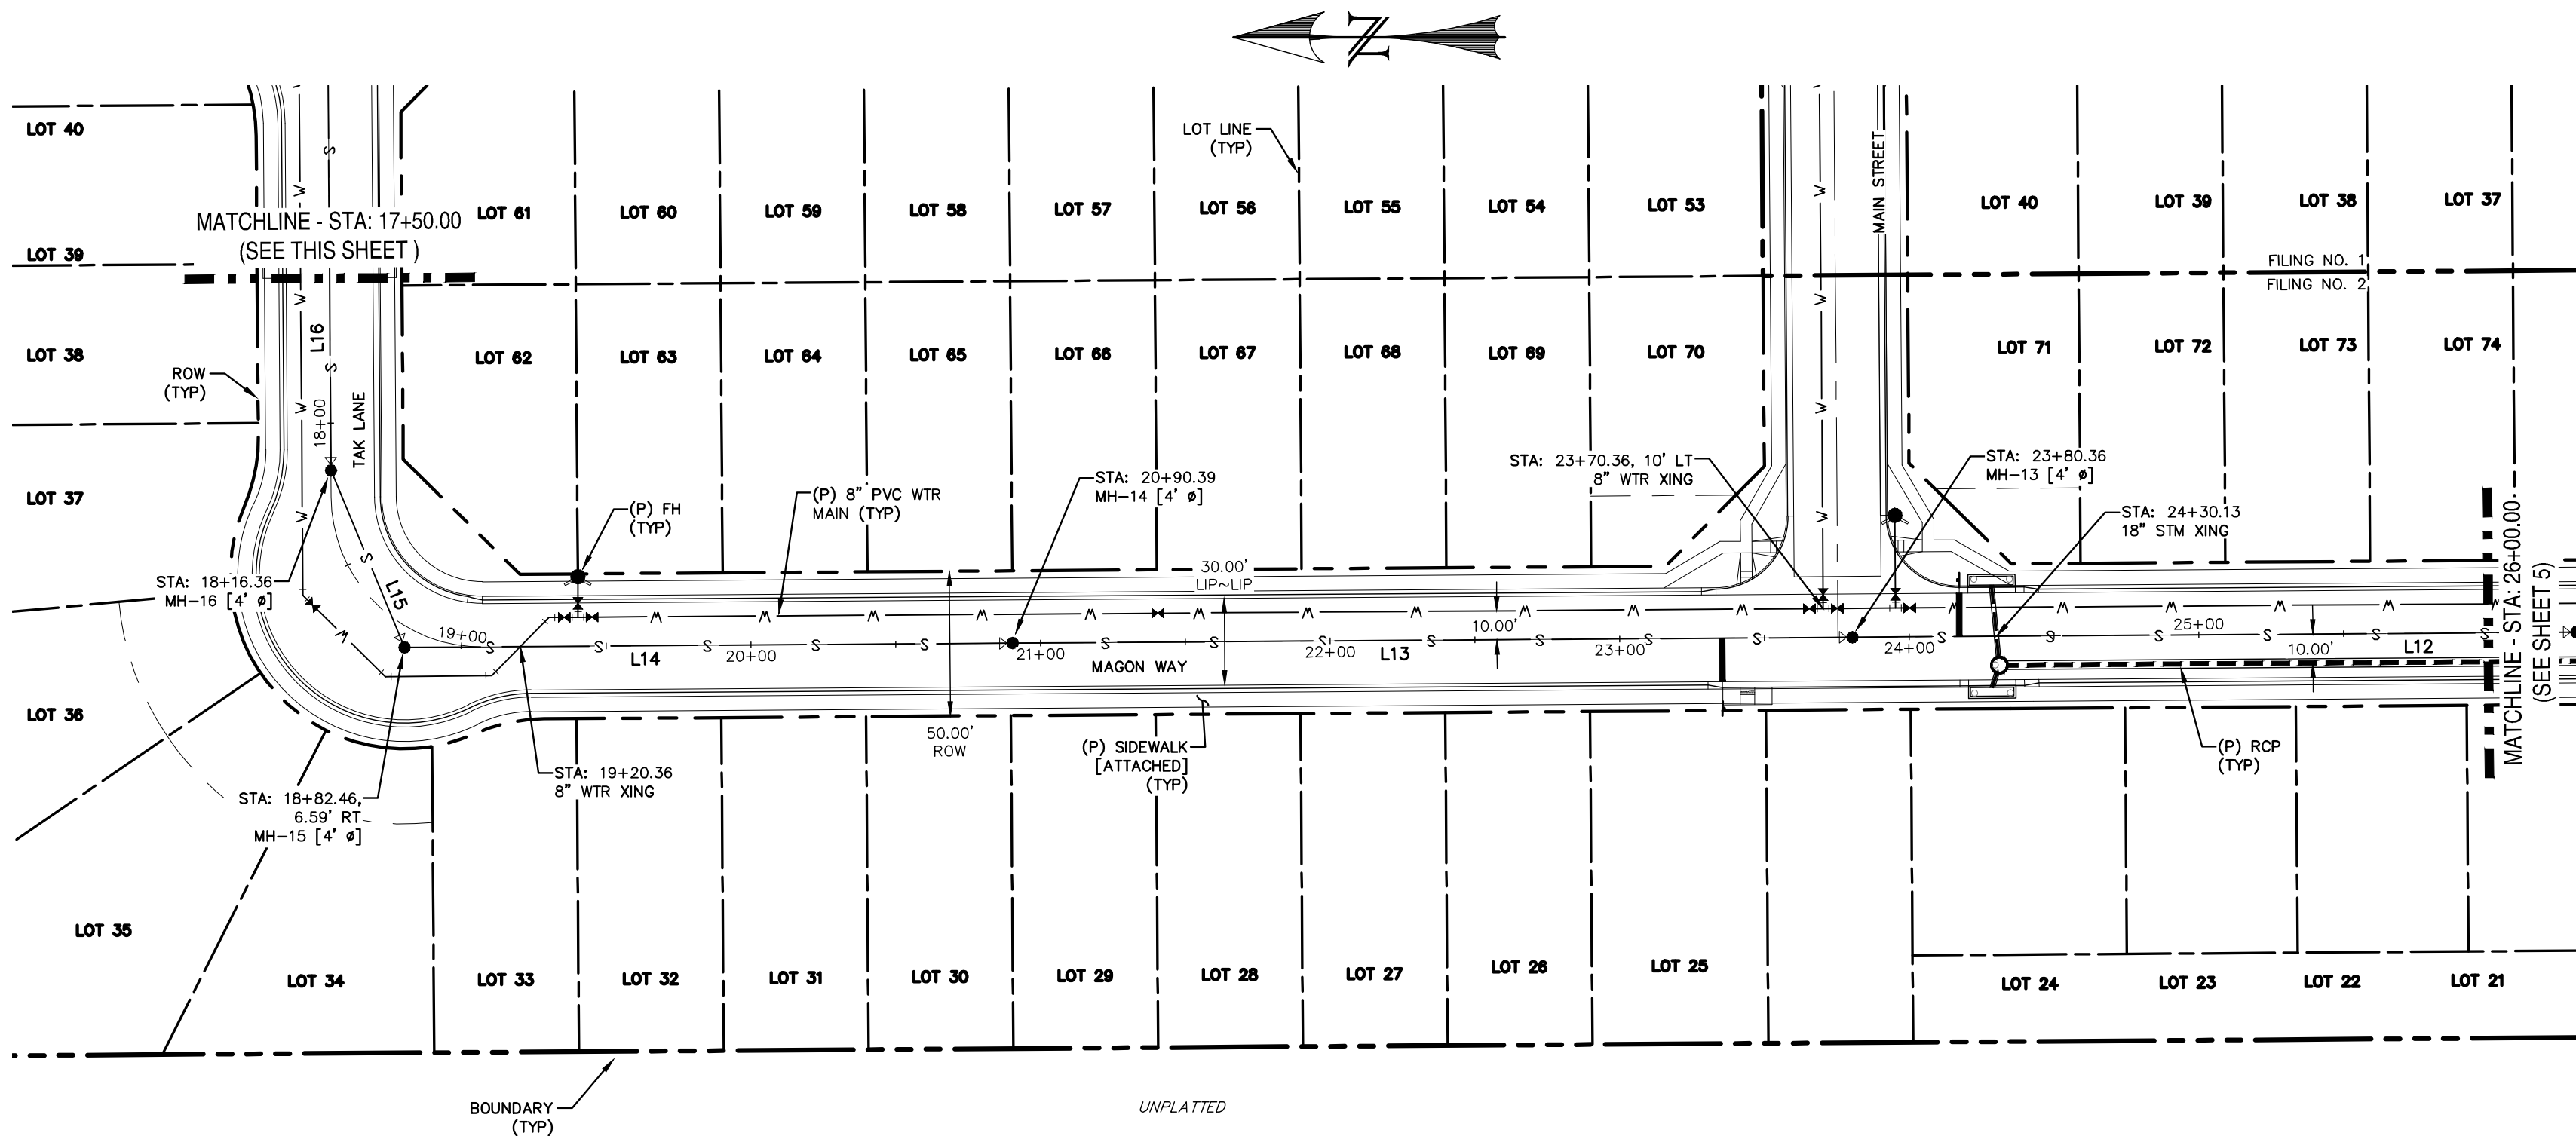 N
LOT 40
LOT 39
MATCHLINE - STA: 17+50.00
(SEE THIS SHEET )
LOT 61
LOT 60
LOT 59
LOT 58
LOT 57
LOT 56
LOT 55
LOT 54
LOT 53
LOT LINE
(TYP)
MAIN STREET
LOT 40
LOT 39
LOT 38
LOT 37
FILING NO. 1
FILING NO. 2
LOT 38
ROW
(TYP)
L16
18+00
TAK LANE
LOT 62
LOT 63
LOT 64
LOT 65
LOT 66
LOT 67
LOT 68
LOT 69
LOT 70
LOT 71
LOT 72
LOT 73
LOT 74
LOT 37
(P) FH
(TYP)
(P) 8" PVC WTR
MAIN (TYP)
STA: 20+90.39
MH-14 [4' ø]
STA: 23+70.36, 10' LT
8" WTR XING
STA: 23+80.36
MH-13 [4' ø]
STA: 24+30.13
18" STM XING
MATCHLINE - STA: 26+00.00
(SEE SHEET 5)
STA: 18+16.36
MH-16 [4' ø]
L15
30.00'
LIP~LIP
19+00
L14
20+00
21+00
MAGON WAY
22+00
L13
10.00'
23+00
24+00
25+00
10.00'
L12
LOT 36
50.00'
ROW
(P) SIDEWALK
[ATTACHED]
(TYP)
(P) RCP
(TYP)
STA: 19+20.36
8" WTR XING
STA: 18+82.46,
6.59' RT
MH-15 [4' ø]
LOT 35
LOT 34
LOT 33
LOT 32
LOT 31
LOT 30
LOT 29
LOT 28
LOT 27
LOT 26
LOT 25
LOT 24
LOT 23
LOT 22
LOT 21
BOUNDARY
(TYP)
UNPLATTED